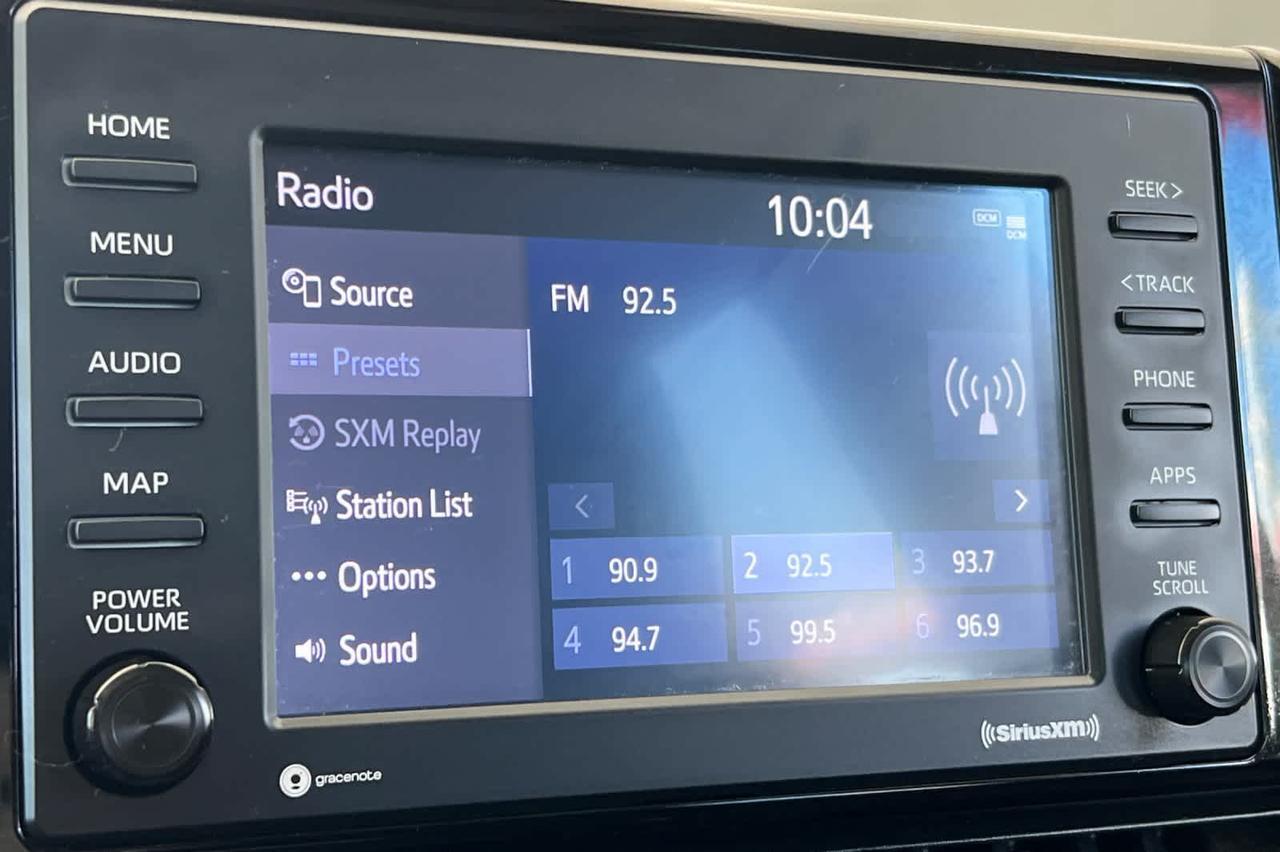 HOME
MENU
AUDIO
MAP
POWER
VOLUME
Radio
10:04
DCM
DCM
Source
Presets
SXM Replay
Station List
Options
Sound
FM 92.5
<
>
1 90.9
2 92.5
3 93.7
4 94.7
5 99.5
6 96.9
SEEK >
< TRACK
PHONE
APPS
TUNE
SCROLL
gracenote
SiriusXM